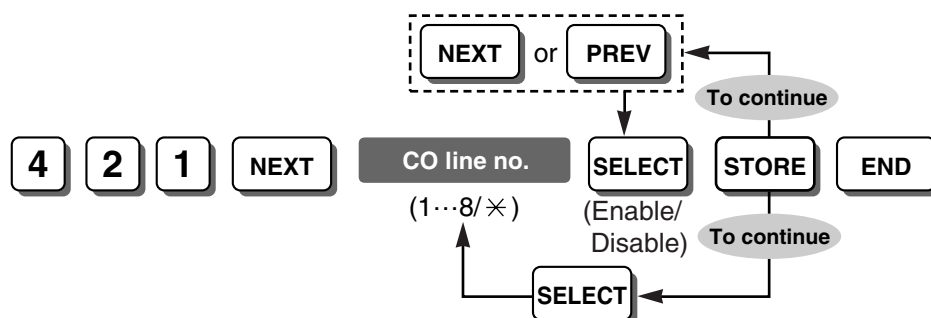 NEXT or PREV
To continue
4 2 1 NEXT CO line no. SELECT STORE END
(1···8/✳)
(Enable/
Disable)
To continue
SELECT